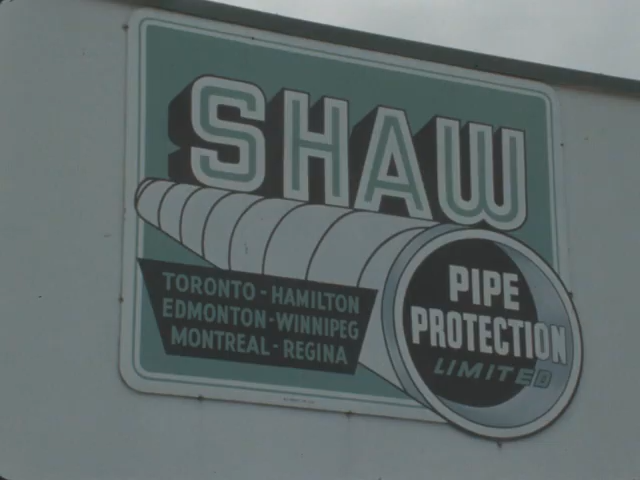 SHAW
TORONTO - HAMILTON
EDMONTON - WINNIPEG
MONTREAL - REGINA
PIPE
PROTECTION
LIMITED